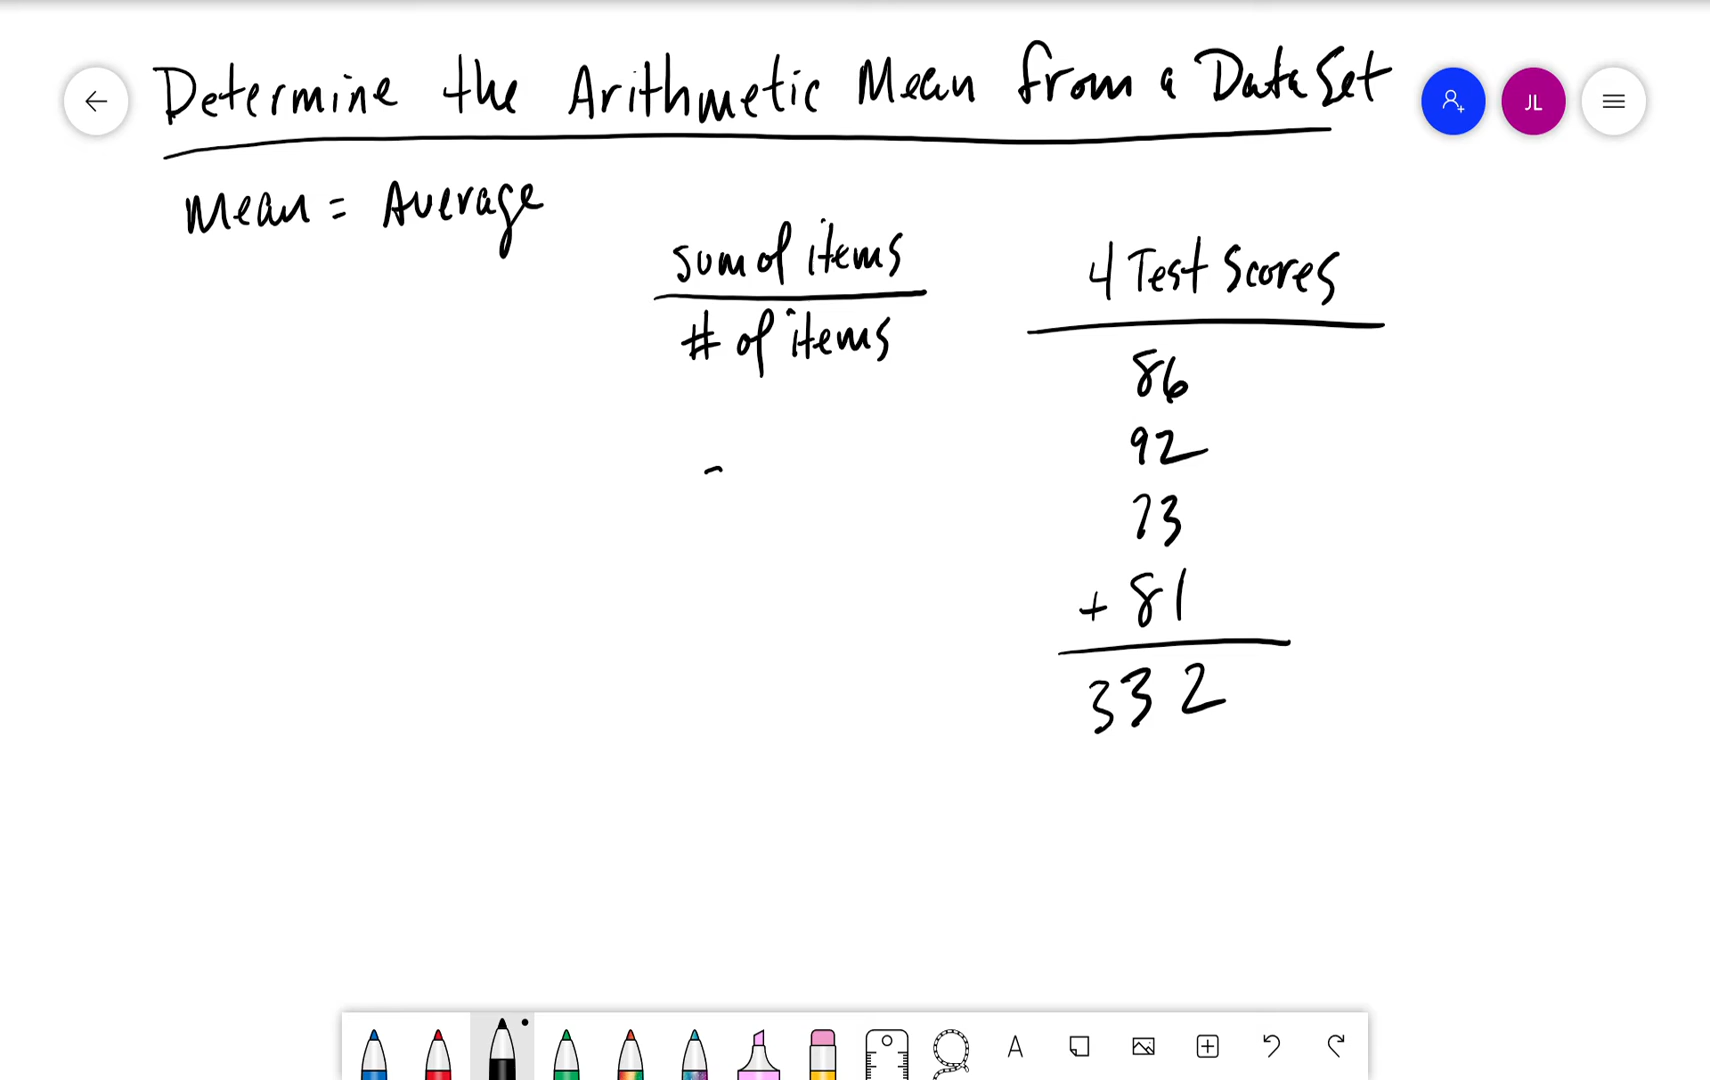 Determine the Arithmetic Mean from a Data Set
JL
Mean = Average
sum of items
# of items
4 Test Scores
86
92
73
+ 81
332
A